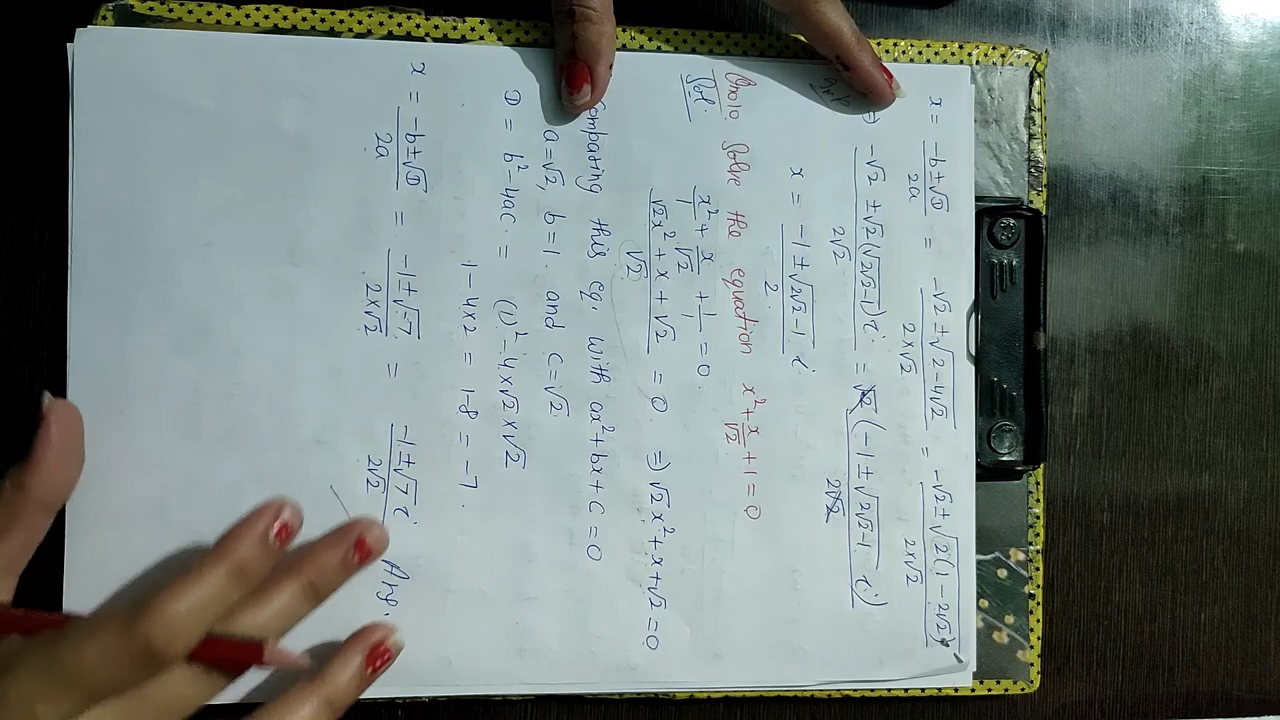 x = -b±√D/2a = -√2 ± √2-4√2/2×√2 = -√2 ± √2(1-2√2)/2×√2
⇒ -√2 ± √2(√2√2-1)i/2√2 = √2(-1 ± √2√2-1 i)/2√2
x = -1 ± √2√2-1 i/2.
Qno10 Solve the equation x²+x/√2+1=0
Sol.
x²/1 + x/√2 + 1/1 = 0.
√2x² + x + √2/√2 = 0 ⇒ √2x²+x+√2=0
Comparing this eq. with ax²+bx+c=0
a=√2, b=1 and c=√2
D = b²-4ac = (1)²-4×√2×√2
1-4×2 = 1-8 = -7.
x = -b±√D/2a = -1±√-7/2×√2 = -1±√7 i/2√2 Ans.